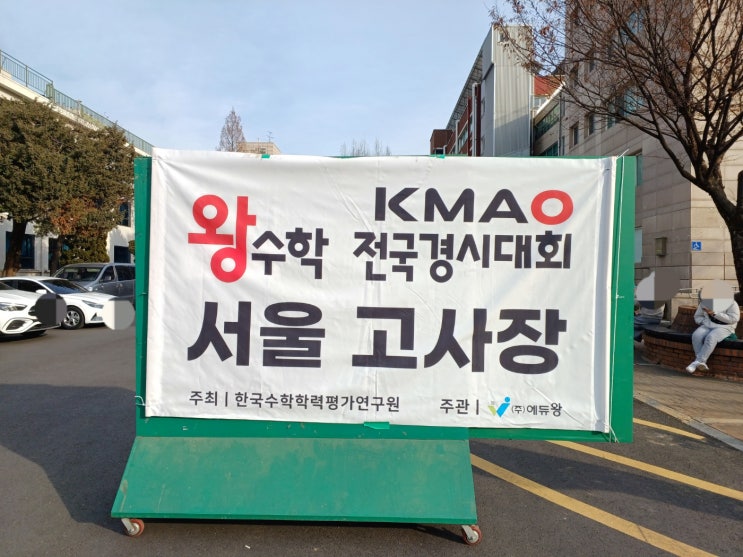 KMAO
왕수학 전국경시대회
서울 고사장
주최 | 한국수학학력평가연구원 주관 | (주)에듀왕